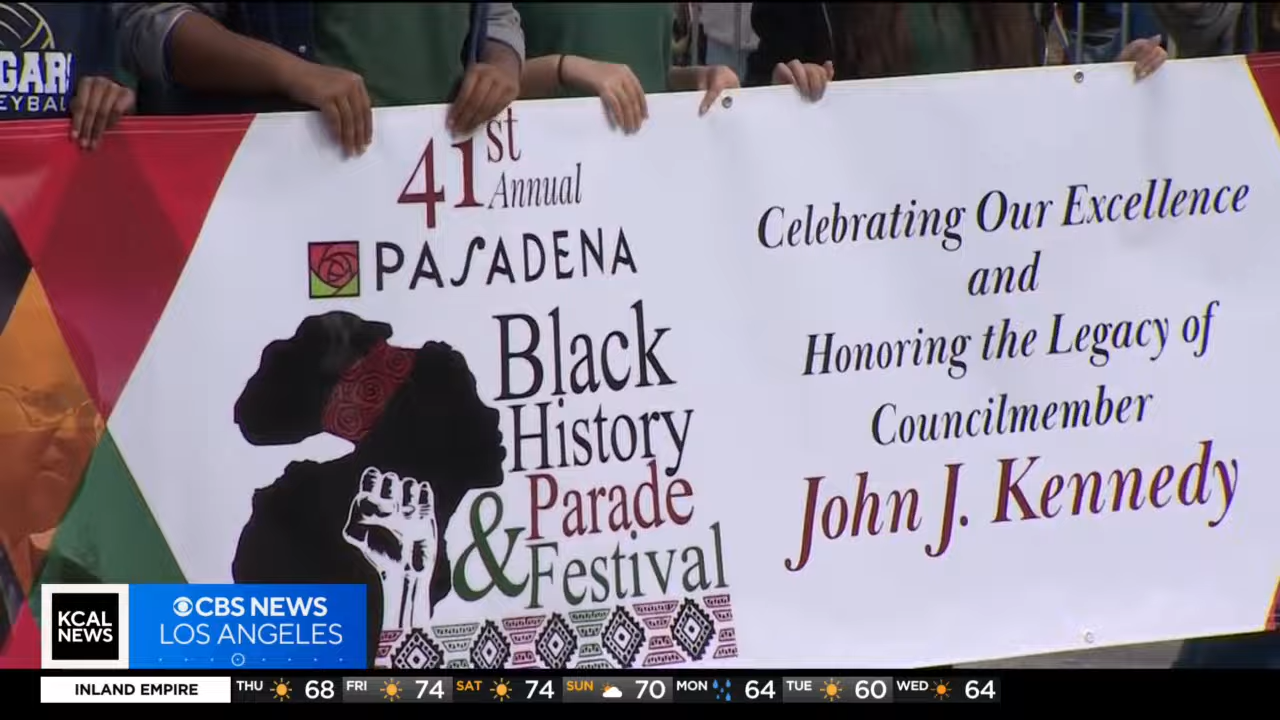 GARS
EYBAL
41st
Annual
PASADENA
Black
History
Parade
& Festival
Celebrating Our Excellence
and
Honoring the Legacy of
Councilmember
John J. Kennedy
KCAL
NEWS
CBS NEWS
LOS ANGELES
INLAND EMPIRE THU 68 FRI 74 SAT 74 SUN 70 MON 64 TUE 60 WED 64